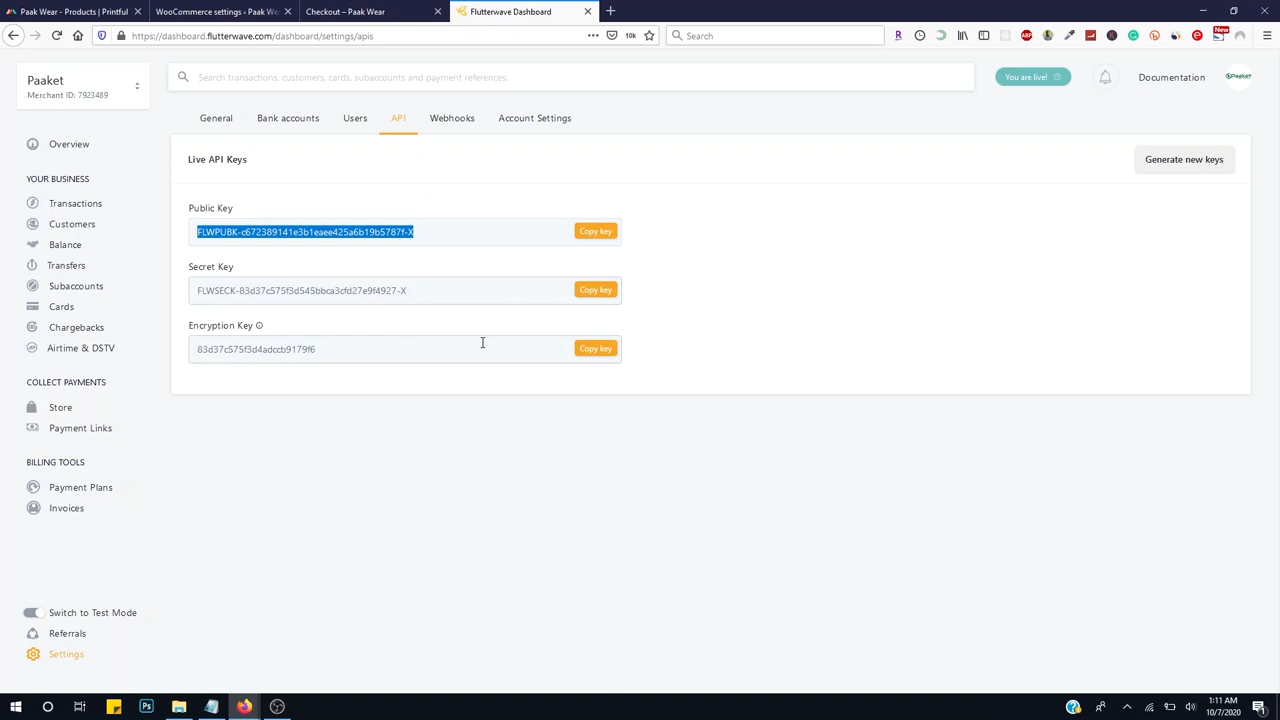 Paak Wear - Products | Printful
WooCommerce settings ‹ Paak We
Checkout – Paak Wear
Flutterwave Dashboard
https://dashboard.flutterwave.com/dashboard/settings/apis
10k
Search
New
Paaket
Merchant ID: 7923489
Search transactions, customers, cards, subaccounts and payment references.
You are live!
Documentation
Paaket
General
Bank accounts
Users
API
Webhooks
Account Settings
Overview
YOUR BUSINESS
Transactions
Customers
Balance
Transfers
Subaccounts
Cards
Chargebacks
Airtime & DSTV
COLLECT PAYMENTS
Store
Payment Links
BILLING TOOLS
Payment Plans
Invoices
Switch to Test Mode
Referrals
Settings
Live API Keys
Generate new keys
Public Key
FLWPUBK-c672389141e3b1eaee425a6b19b5787f-X
Copy key
Secret Key
FLWSECK-83d37c575f3d545bbca3cfd27e9f4927-X
Copy key
Encryption Key
83d37c575f3d4adccb9179f6
Copy key
Ps
1:11 AM
10/7/2020